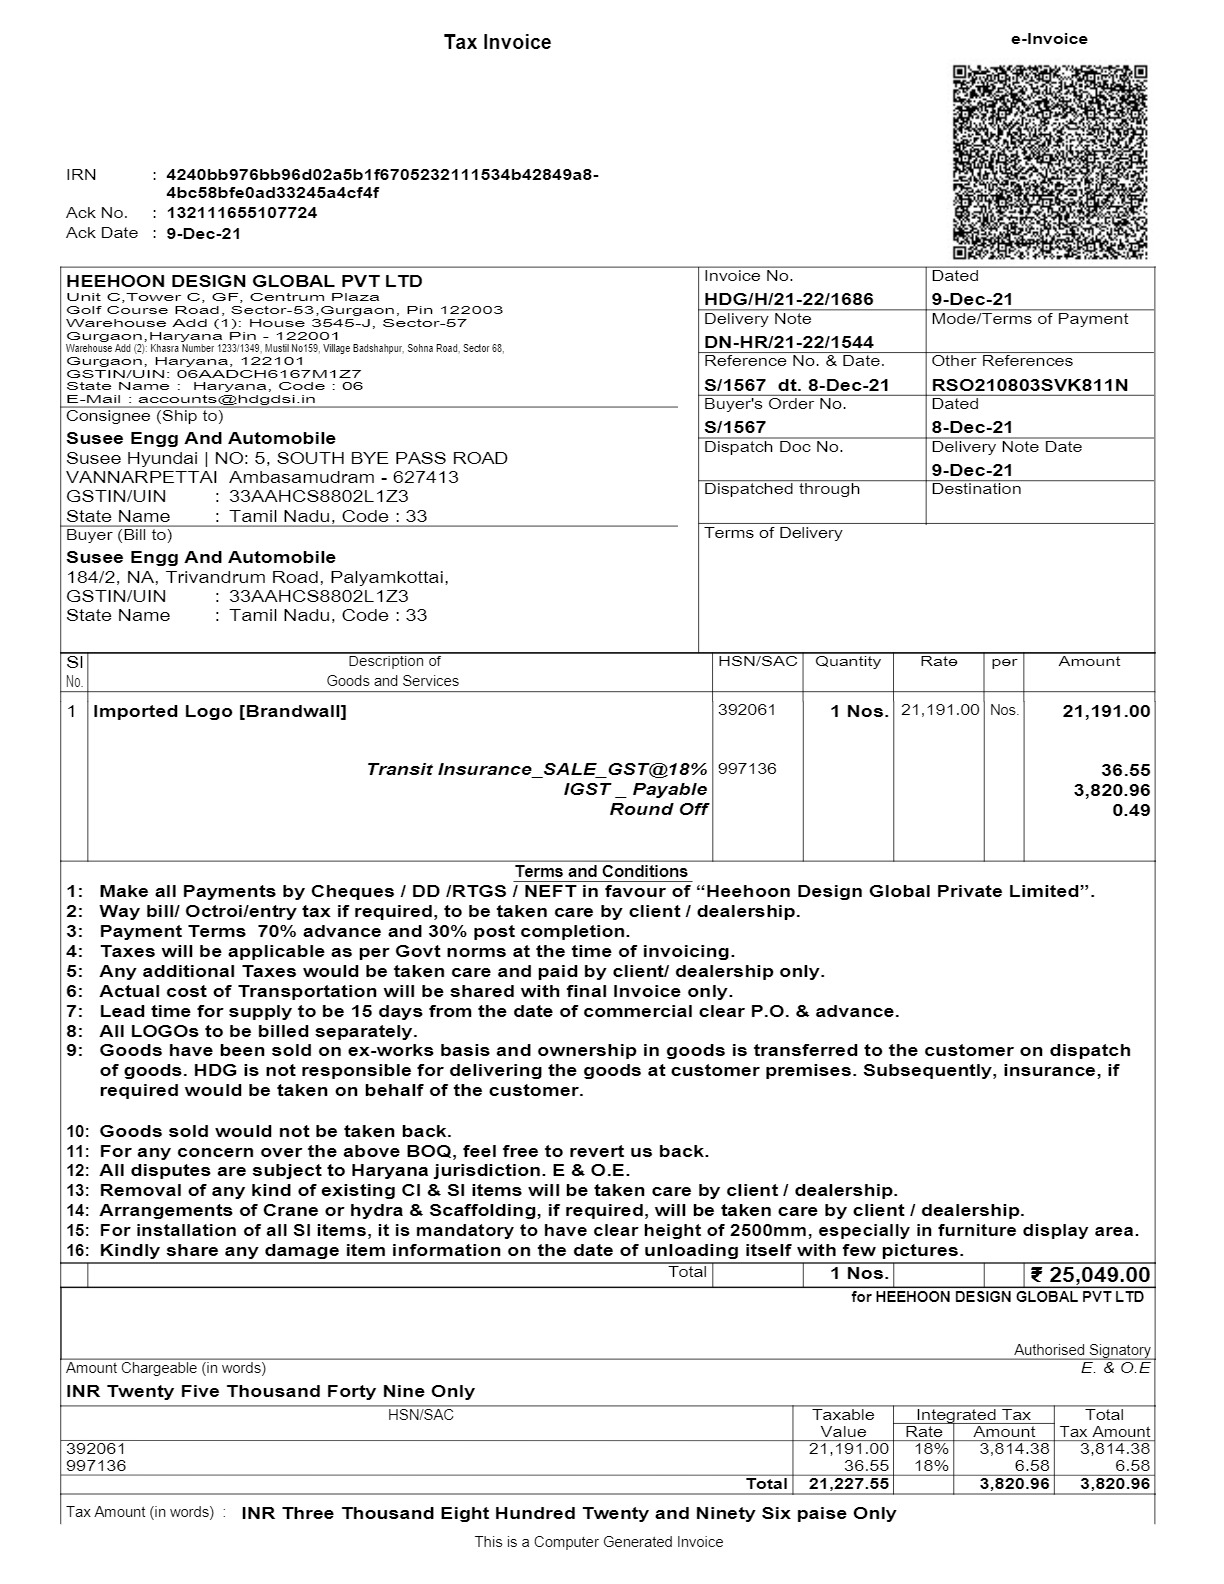 Tax Invoice
e-Invoice
IRN : 4240bb976bb96d02a5b1f6705232111534b42849a8-
4bc58bfe0ad33245a4cf4f
Ack No. : 132111655107724
Ack Date : 9-Dec-21
HEEHOON DESIGN GLOBAL PVT LTD
Unit C,Tower C, GF, Centrum Plaza
Golf Course Road, Sector-53,Gurgaon, Pin 122003
Warehouse Add (1): House 3545-J, Sector-57
Gurgaon,Haryana Pin - 122001
Warehouse Add (2): Khasra Number 1233/1349, Mustil No159, Village Badshahpur, Sohna Road, Sector 68,
Gurgaon, Haryana, 122101
GSTIN/UIN: 06AADCH6167M1Z7
State Name : Haryana, Code : 06
E-Mail : accounts@hdgdsi.in
Consignee (Ship to)
Susee Engg And Automobile
Susee Hyundai | NO: 5, SOUTH BYE PASS ROAD
VANNARPETTAI Ambasamudram - 627413
GSTIN/UIN : 33AAHCS8802L1Z3
State Name : Tamil Nadu, Code : 33
Buyer (Bill to)
Susee Engg And Automobile
184/2, NA, Trivandrum Road, Palyamkottai,
GSTIN/UIN : 33AAHCS8802L1Z3
State Name : Tamil Nadu, Code : 33
Invoice No. Dated
HDG/H/21-22/1686 9-Dec-21
Delivery Note Mode/Terms of Payment
DN-HR/21-22/1544
Reference No. & Date. Other References
S/1567 dt. 8-Dec-21 RSO210803SVK811N
Buyer's Order No. Dated
S/1567 8-Dec-21
Dispatch Doc No. Delivery Note Date
9-Dec-21
Dispatched through Destination
Terms of Delivery
SI Description of HSN/SAC Quantity Rate per Amount
No. Goods and Services
1 Imported Logo [Brandwall] 392061 1 Nos. 21,191.00 Nos. 21,191.00
Transit Insurance_SALE_GST@18% 997136 36.55
IGST _ Payable 3,820.96
Round Off 0.49
Terms and Conditions
1: Make all Payments by Cheques / DD /RTGS / NEFT in favour of “Heehoon Design Global Private Limited”.
2: Way bill/ Octroi/entry tax if required, to be taken care by client / dealership.
3: Payment Terms 70% advance and 30% post completion.
4: Taxes will be applicable as per Govt norms at the time of invoicing.
5: Any additional Taxes would be taken care and paid by client/ dealership only.
6: Actual cost of Transportation will be shared with final Invoice only.
7: Lead time for supply to be 15 days from the date of commercial clear P.O. & advance.
8: All LOGOs to be billed separately.
9: Goods have been sold on ex-works basis and ownership in goods is transferred to the customer on dispatch
of goods. HDG is not responsible for delivering the goods at customer premises. Subsequently, insurance, if
required would be taken on behalf of the customer.
10: Goods sold would not be taken back.
11: For any concern over the above BOQ, feel free to revert us back.
12: All disputes are subject to Haryana jurisdiction. E & O.E.
13: Removal of any kind of existing CI & SI items will be taken care by client / dealership.
14: Arrangements of Crane or hydra & Scaffolding, if required, will be taken care by client / dealership.
15: For installation of all SI items, it is mandatory to have clear height of 2500mm, especially in furniture display area.
16: Kindly share any damage item information on the date of unloading itself with few pictures.
Total 1 Nos. ₹ 25,049.00
for HEEHOON DESIGN GLOBAL PVT LTD
Authorised Signatory
Amount Chargeable (in words) E. & O.E
INR Twenty Five Thousand Forty Nine Only
HSN/SAC Taxable Integrated Tax Total
Value Rate Amount Tax Amount
392061 21,191.00 18% 3,814.38 3,814.38
997136 36.55 18% 6.58 6.58
Total 21,227.55 3,820.96 3,820.96
Tax Amount (in words) : INR Three Thousand Eight Hundred Twenty and Ninety Six paise Only
This is a Computer Generated Invoice